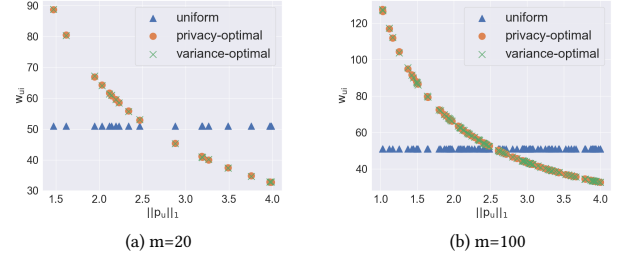 90
80
70
60
50
40
30
w_ui
uniform
privacy-optimal
variance-optimal
1.5 2.0 2.5 3.0 3.5 4.0
||p_u||_1
(a) m=20
120
100
80
60
40
w_ui
uniform
privacy-optimal
variance-optimal
1.0 1.5 2.0 2.5 3.0 3.5 4.0
||p_u||_1
(b) m=100